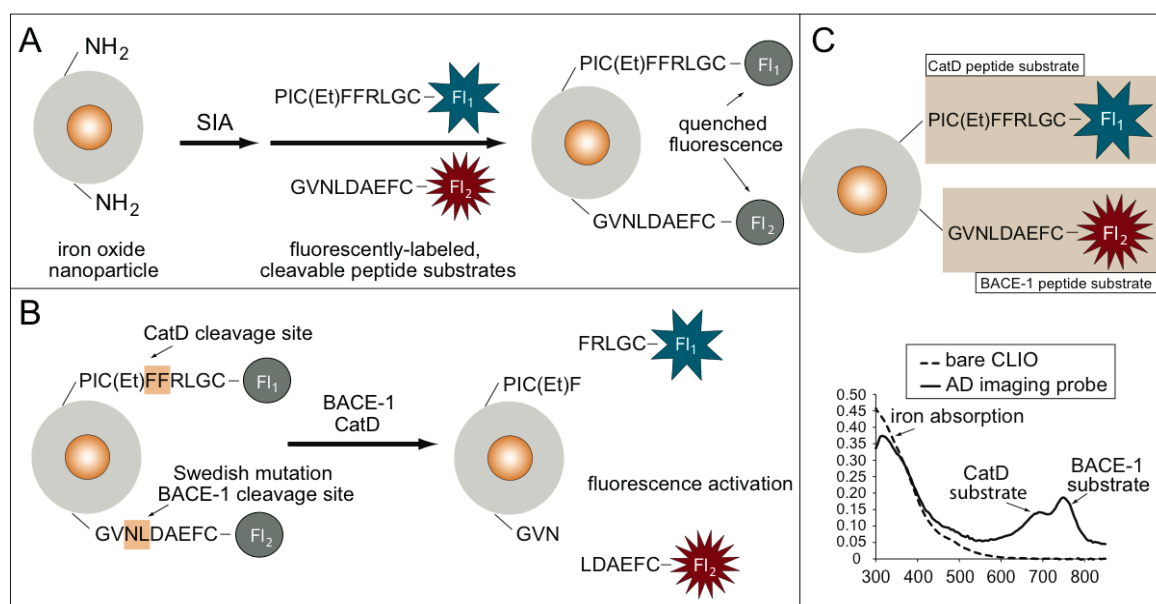 A
NH2
NH2
iron oxide
nanoparticle
SIA
PIC(Et)FFRLGC
Fl1
GVNLDAEFC
Fl2
fluorescently-labeled,
cleavable peptide substrates
PIC(Et)FFRLGC
Fl1
quenched
fluorescence
GVNLDAEFC
Fl2
B
CatD cleavage site
PIC(Et)FFRLGC
Fl1
Swedish mutation
BACE-1 cleavage site
GVNLDAEFC
Fl2
BACE-1
CatD
PIC(Et)F
GVN
FRLGC
Fl1
fluorescence activation
LDAEFC
Fl2
C
CatD peptide substrate
PIC(Et)FFRLGC
Fl1
GVNLDAEFC
Fl2
BACE-1 peptide substrate
bare CLIO
AD imaging probe
0.50
0.45
0.40
0.35
0.30
0.25
0.20
0.15
0.10
0.05
0
iron absorption
CatD
substrate
BACE-1
substrate
300 400 500 600 700 800